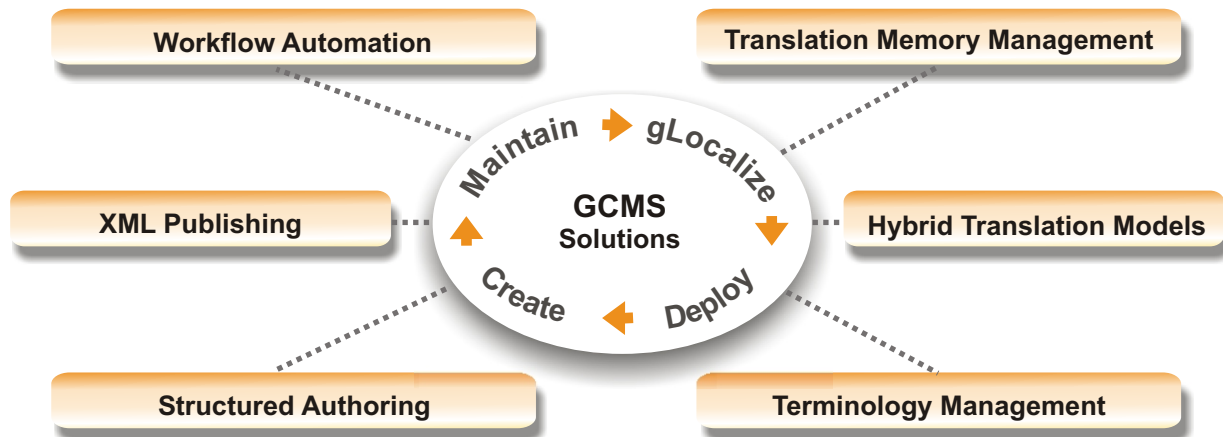 Workflow Automation
Translation Memory Management
Maintain
gLocalize
XML Publishing
GCMS
Solutions
Hybrid Translation Models
Create
Deploy
Structured Authoring
Terminology Management